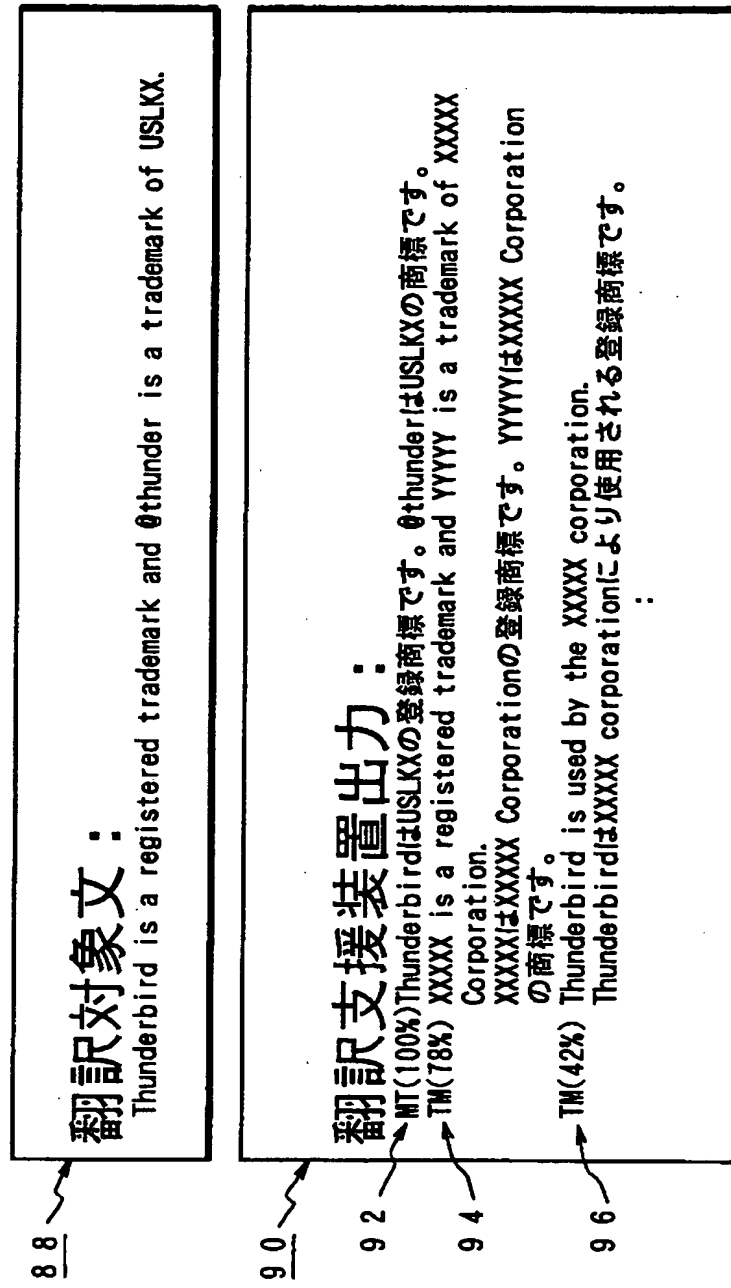 88
翻訳対象文：
Thunderbird is a registered trademark and @thunder is a trademark of USLKX.
90
翻訳支援装置出力：
92
MT(100%)ThunderbirdはUSLKXの登録商標です。@thunderはUSLKXの商標です。
94
TM(78%) XXXXX is a registered trademark and YYYYY is a trademark of XXXXX
Corporation.
XXXXXはXXXXX Corporationの登録商標です。YYYYYはXXXXX Corporation
の商標です。
96
TM(42%) Thunderbird is used by the XXXXX corporation.
ThunderbirdはXXXXX corporationにより使用される登録商標です。
: